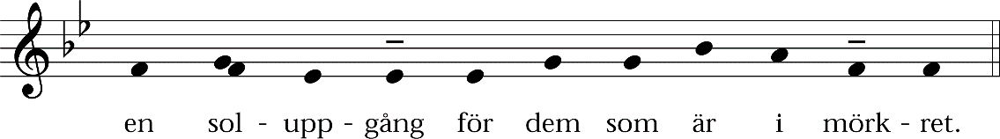 en sol - upp - gång för dem som är i mörk - ret.